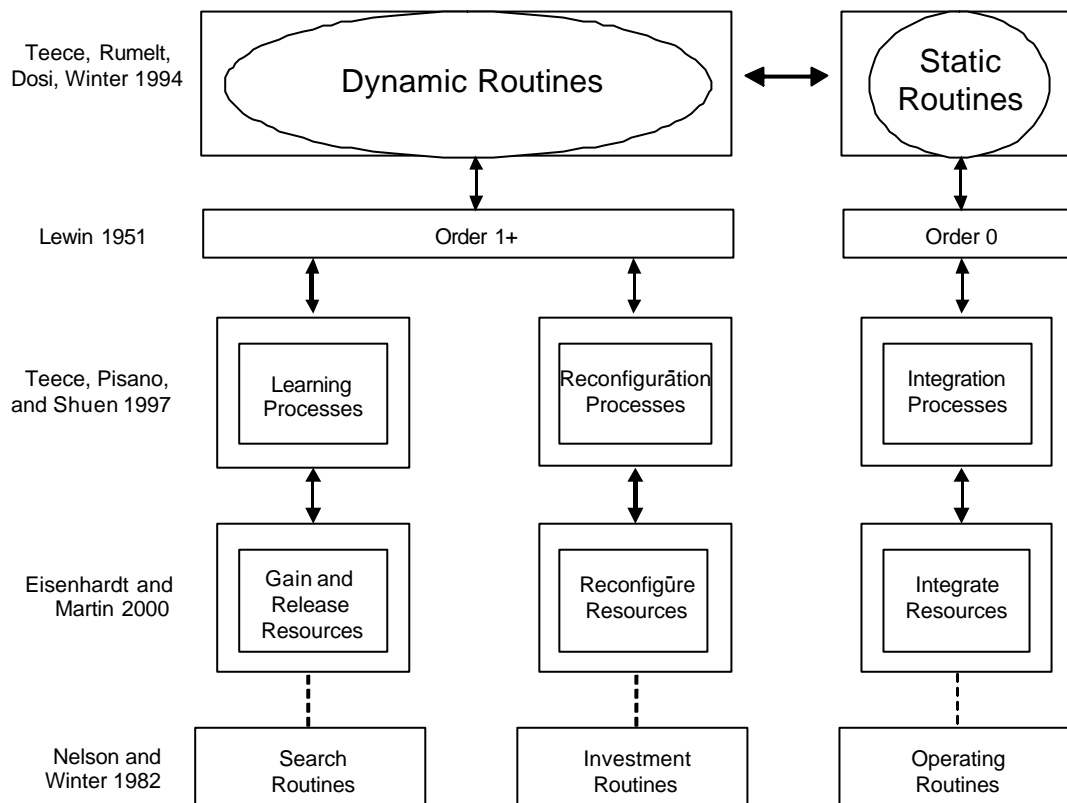 Teece, Rumelt,
Dosi, Winter 1994
Dynamic Routines
Static
Routines
Lewin 1951
Order 1+
Order 0
Teece, Pisano,
and Shuen 1997
Learning
Processes
Reconfigurātion
Processes
Integration
Processes
Eisenhardt and
Martin 2000
Gain and
Release
Resources
Reconfigūre
Resources
Integrate
Resources
Nelson and
Winter 1982
Search
Routines
Investment
Routines
Operating
Routines